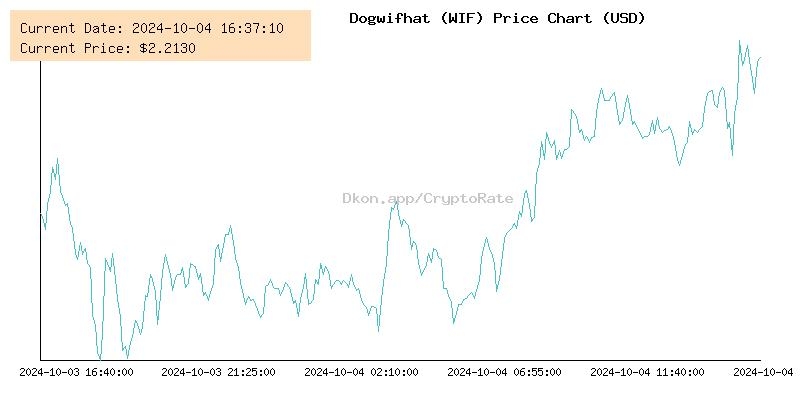 Dogwifhat (WIF) Price Chart (USD)
Current Date: 2024-10-04 16:37:10
Current Price: $2.2130
Dkon.app/CryptoRate
2024-10-03 16:40:00 2024-10-03 21:25:00 2024-10-04 02:10:00 2024-10-04 06:55:00 2024-10-04 11:40:00 2024-10-04